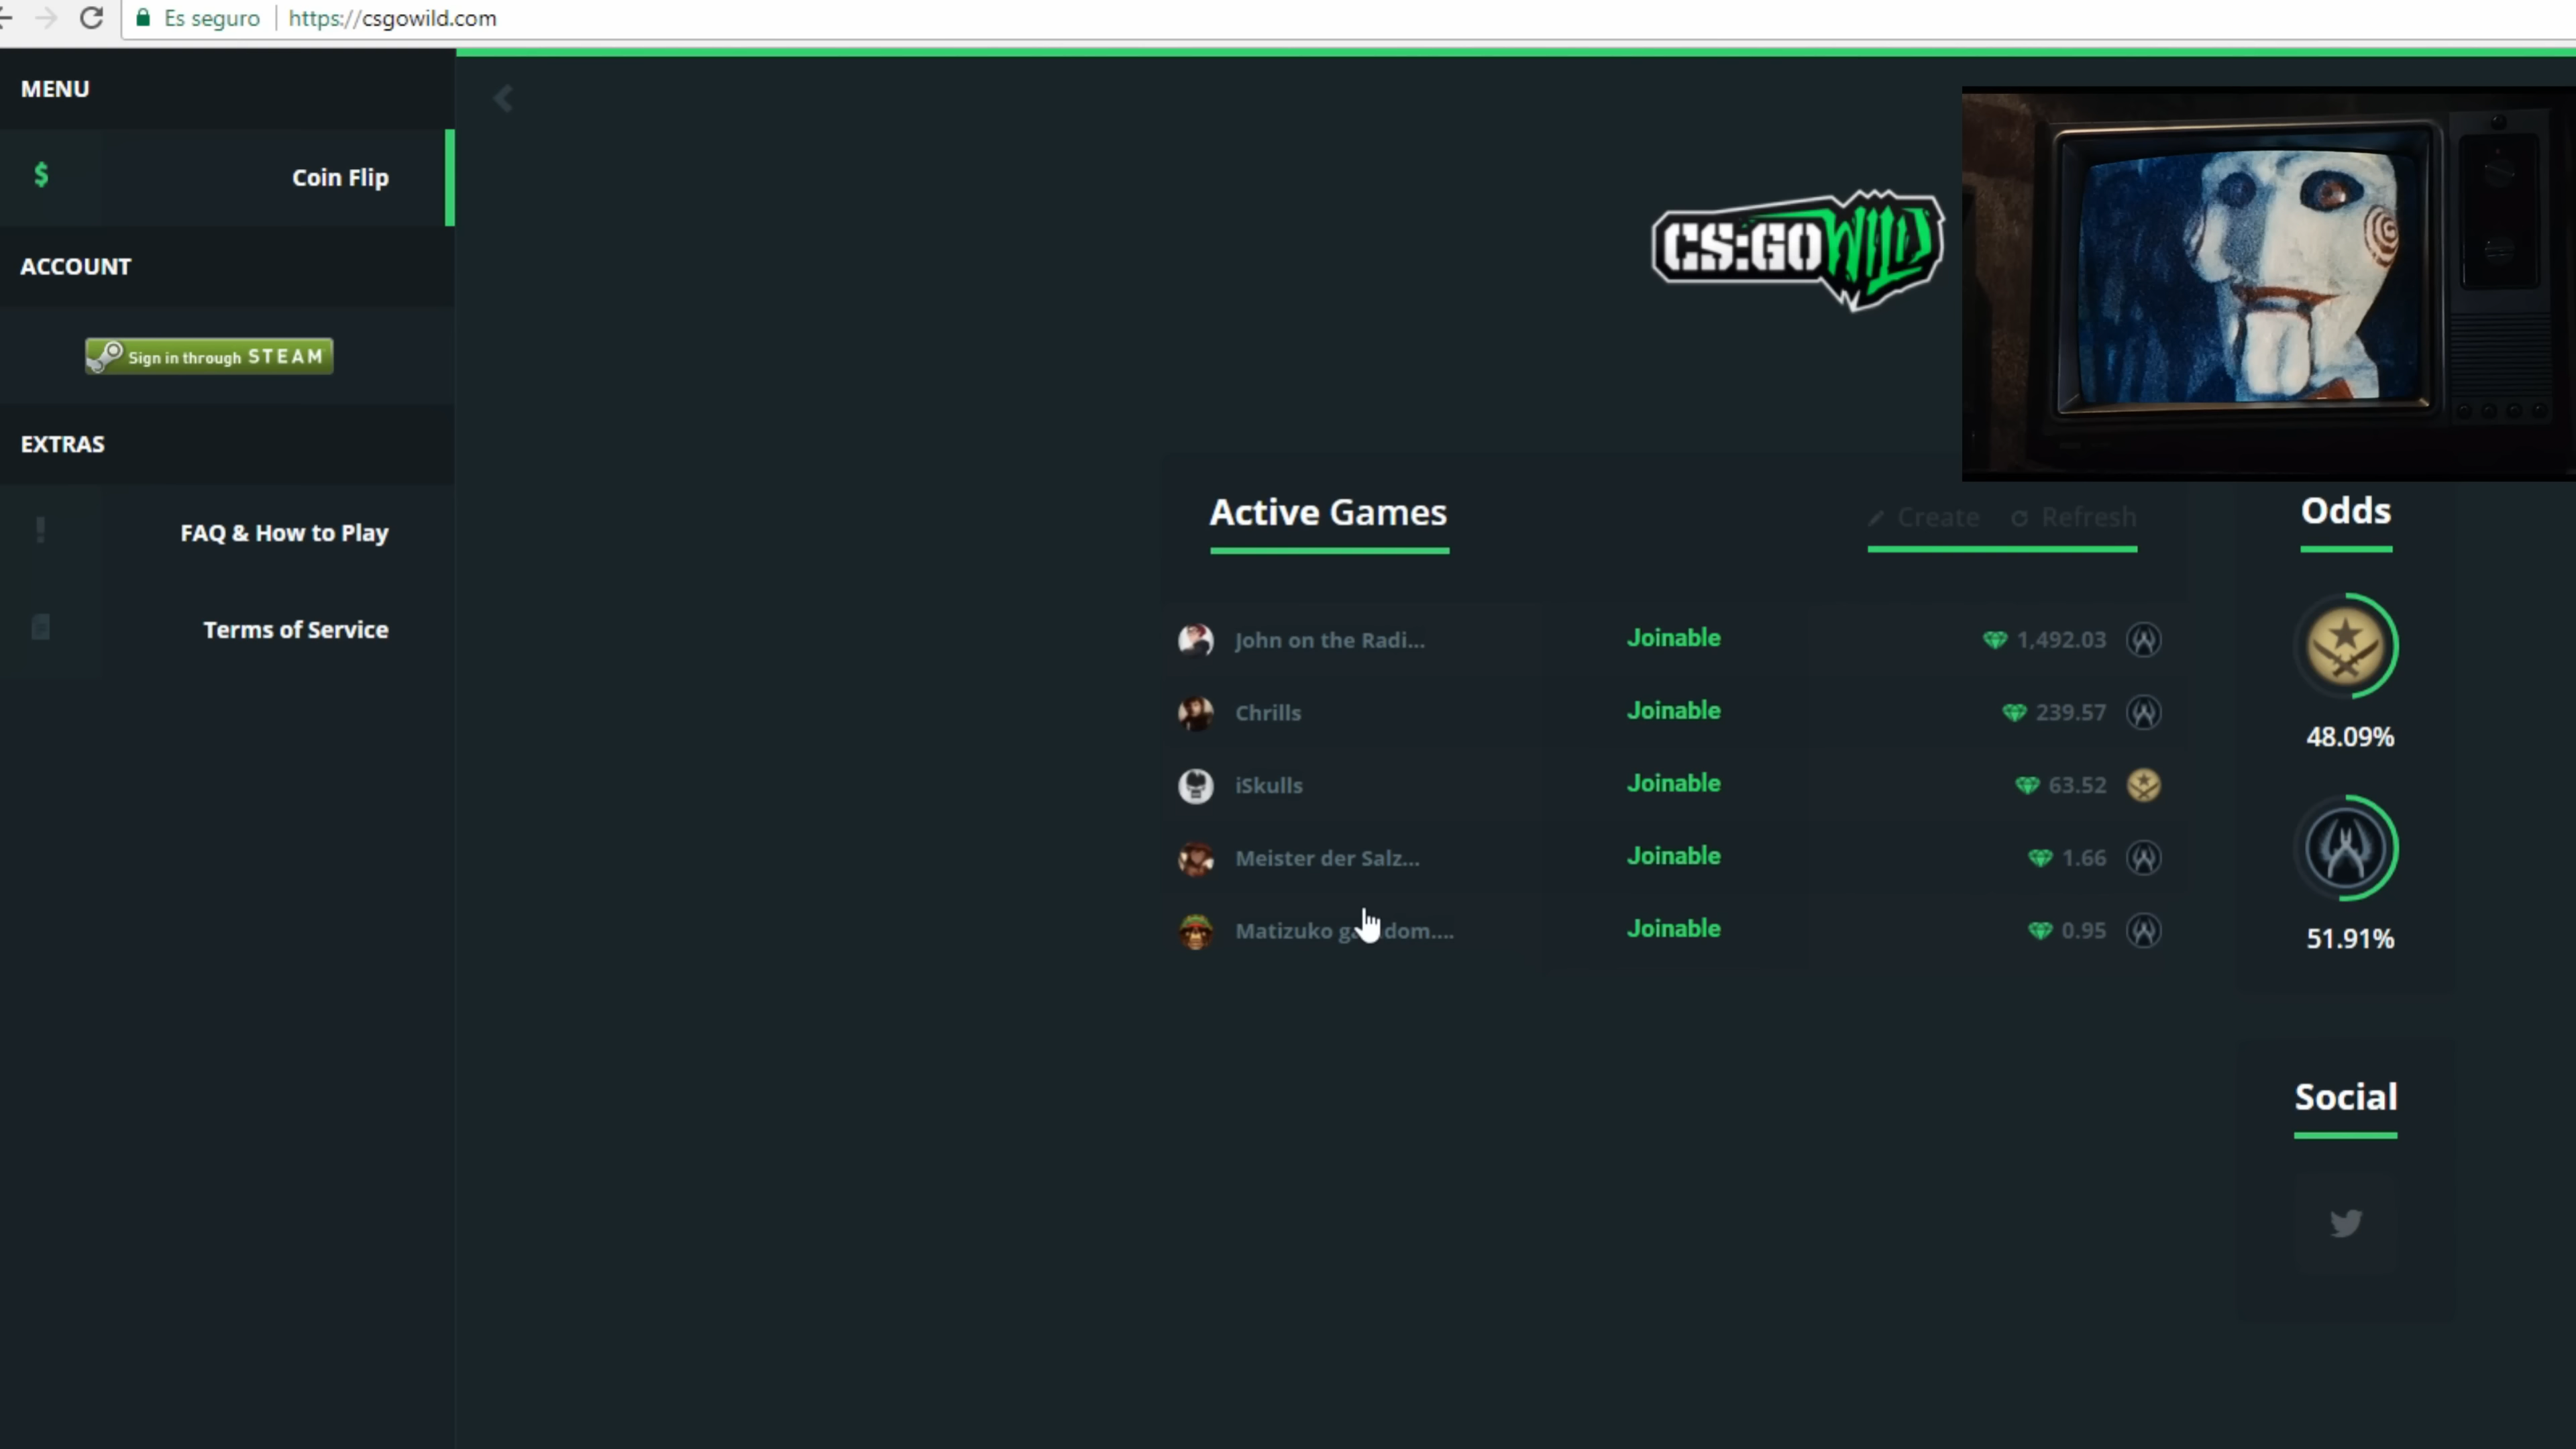 Es seguro https://csgowild.com
MENU
Coin Flip
ACCOUNT
Sign in through STEAM
EXTRAS
FAQ & How to Play
Terms of Service
CS:GO WILD
Active Games
Create Refresh
John on the Radi... Joinable 1,492.03
Chrills Joinable 239.57
iSkulls Joinable 63.52
Meister der Salz... Joinable 1.66
Matizuko Joinable 0.95
Odds
48.09%
51.91%
Social